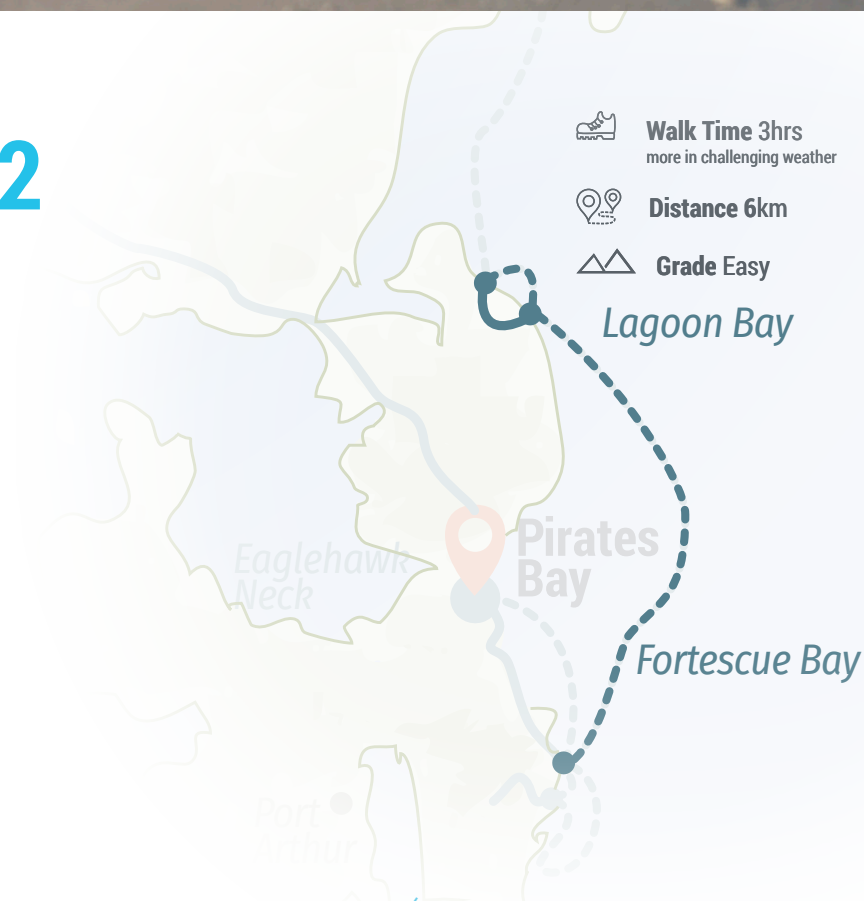 2
Walk Time 3hrs
more in challenging weather
Distance 6km
Grade Easy
Lagoon Bay
Pirates
Bay
Eaglehawk
Neck
Fortescue Bay
Port
Arthur